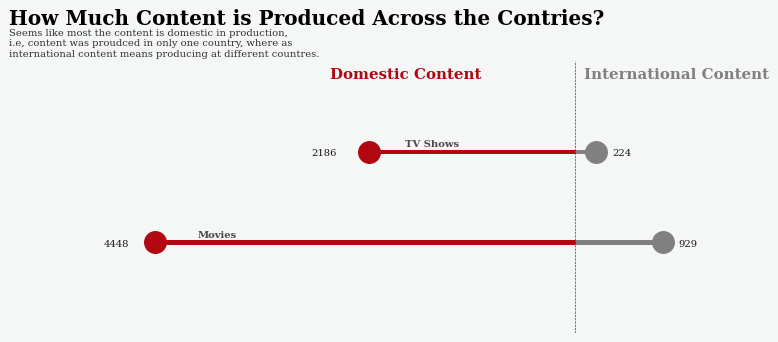 How Much Content is Produced Across the Contries?
Seems like most the content is domestic in production,
i.e, content was proudced in only one country, where as
international content means producing at different countres.
Domestic Content
International Content
TV Shows
2186
224
Movies
4448
929